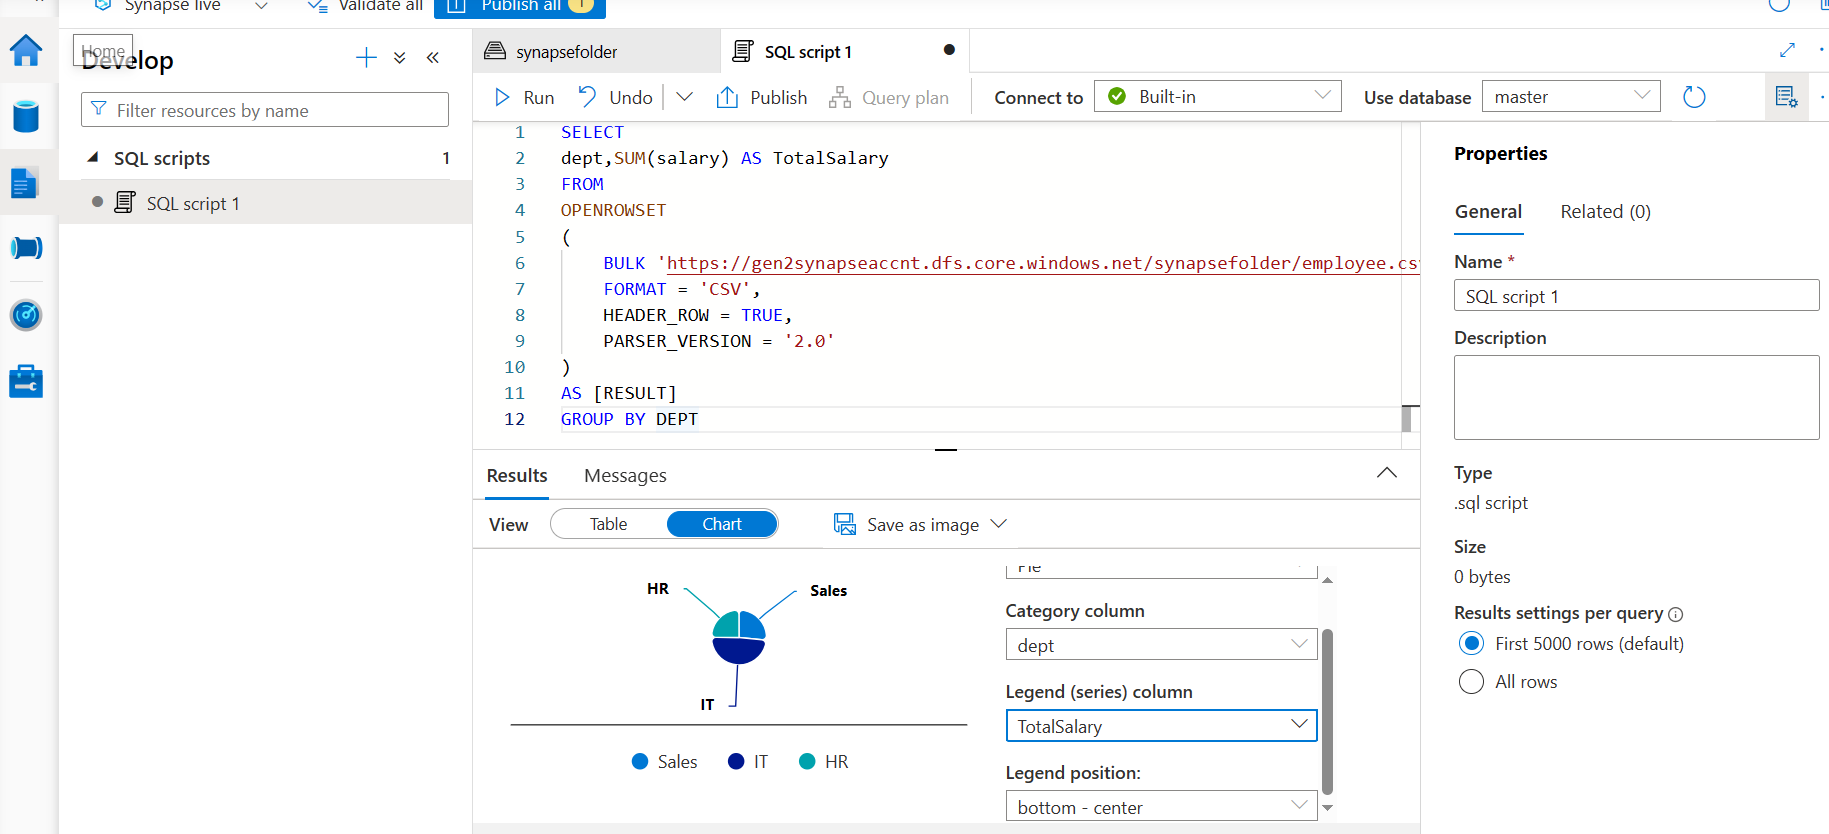 Synapse live
Validate all
Publish all
1
Home
Develop
Filter resources by name
SQL scripts
1
SQL script 1
synapsefolder
SQL script 1
Run
Undo
Publish
Query plan
Connect to
Built-in
Use database
master
1 SELECT
2 dept,SUM(salary) AS TotalSalary
3 FROM
4 OPENROWSET
5 (
6 BULK 'https://gen2synapseaccnt.dfs.core.windows.net/synapsefolder/employee.cs
7 FORMAT = 'CSV',
8 HEADER_ROW = TRUE,
9 PARSER_VERSION = '2.0'
10 )
11 AS [RESULT]
12 GROUP BY DEPT
Results
Messages
View
Table
Chart
Save as image
HR
Sales
IT
Sales
IT
HR
Pie
Category column
dept
Legend (series) column
TotalSalary
Legend position:
bottom - center
Properties
General
Related (0)
Name *
SQL script 1
Description
Type
.sql script
Size
0 bytes
Results settings per query
First 5000 rows (default)
All rows